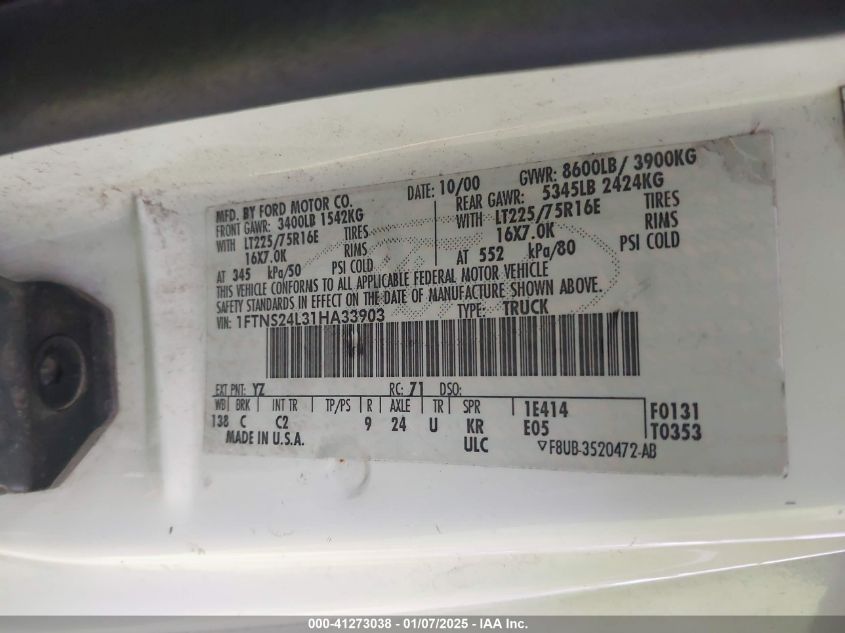 MFD. BY FORD MOTOR CO. DATE: 10/00 GVWR: 8600LB/ 3900KG
FRONT GAWR: 3400LB 1542KG REAR GAWR: 5345LB 2424KG
WITH LT225/75R16E TIRES WITH LT225/75R16E TIRES
16X7.0K RIMS 16X7.0K RIMS
AT 345 kPa/50 PSI COLD AT 552 kPa/80 PSI COLD
THIS VEHICLE CONFORMS TO ALL APPLICABLE FEDERAL MOTOR VEHICLE
SAFETY STANDARDS IN EFFECT ON THE DATE OF MANUFACTURE SHOWN ABOVE.
VIN: 1FTNS24L31HA33903 TYPE: TRUCK
EXT PNT: YZ RC: 71 DSO:
WB BRK INT TR TP/PS R AXLE TR SPR 1E414 F0131
138 C C2 9 24 U KR E05 T0353
MADE IN U.S.A. ULC ▽F8UB-3520472-AB
000-41273038 - 01/07/2025 - IAA Inc.